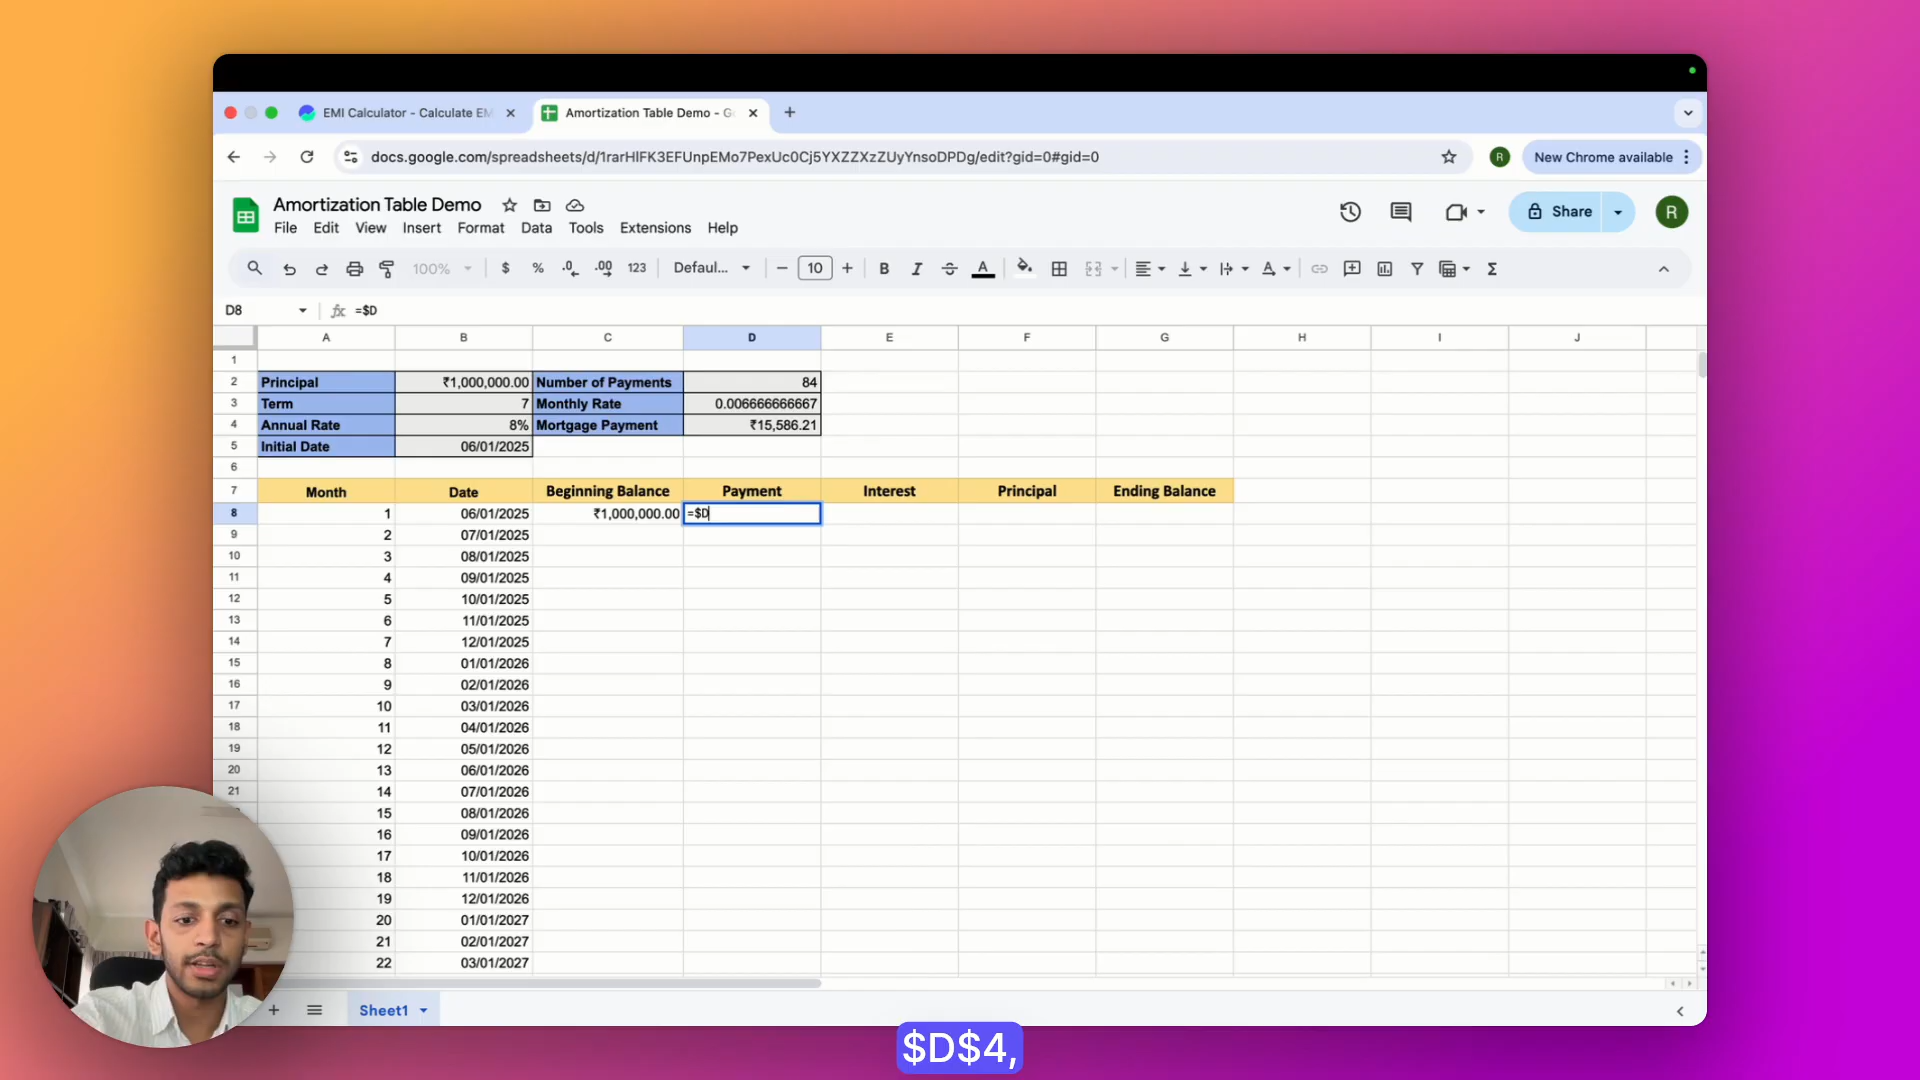 EMI Calculator - Calculate EM
Amortization Table Demo - G
docs.google.com/spreadsheets/d/1rarHIFK3EFUnpEMo7PexUc0Cj5YXZZXzZUyYnsoDPDg/edit?gid=0#gid=0
R
New Chrome available
Amortization Table Demo
File Edit View Insert Format Data Tools Extensions Help
Share
R
100% $ % .0 .00 123 Defaul... 10 B I S A Σ
D8 fx =$D
A B C D E F G H I J
1
2 Principal ₹1,000,000.00 Number of Payments 84
3 Term 7 Monthly Rate 0.006666666667
4 Annual Rate 8% Mortgage Payment ₹15,586.21
5 Initial Date 06/01/2025
6
7 Month Date Beginning Balance Payment Interest Principal Ending Balance
8 1 06/01/2025 ₹1,000,000.00 =$D
9 2 07/01/2025
10 3 08/01/2025
11 4 09/01/2025
12 5 10/01/2025
13 6 11/01/2025
14 7 12/01/2025
15 8 01/01/2026
16 9 02/01/2026
17 10 03/01/2026
18 11 04/01/2026
19 12 05/01/2026
20 13 06/01/2026
21 14 07/01/2026
15 08/01/2026
16 09/01/2026
17 10/01/2026
18 11/01/2026
19 12/01/2026
20 01/01/2027
21 02/01/2027
22 03/01/2027
Sheet1
$D$4,